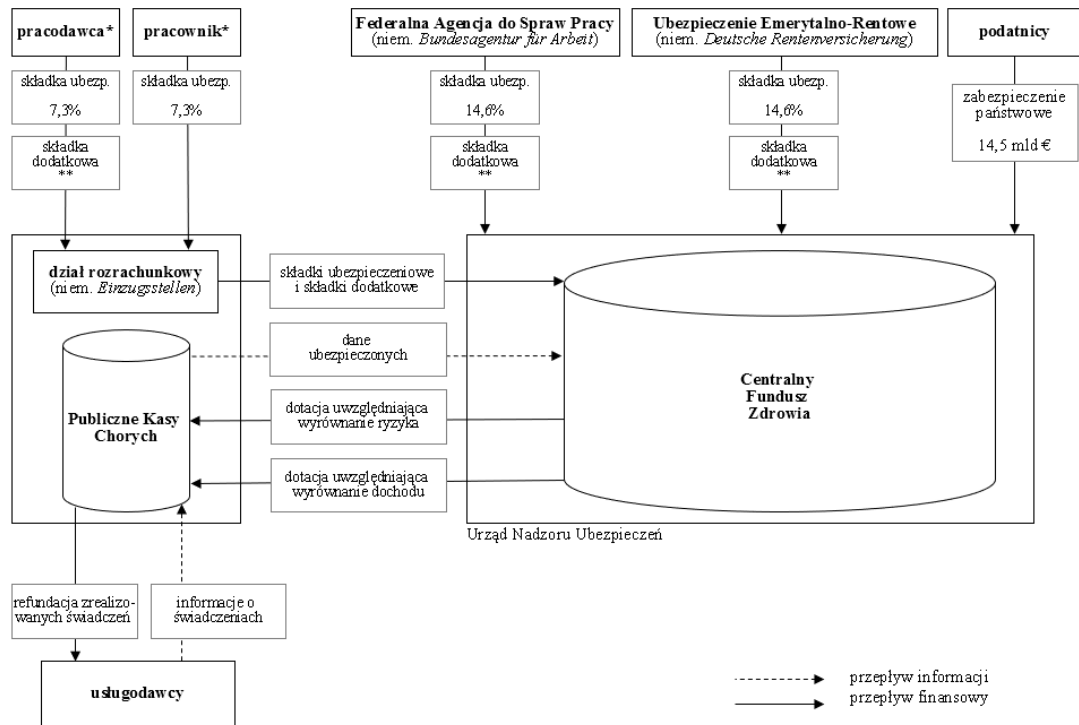 pracodawca*
pracownik*
Federalna Agencja do Spraw Pracy
(niem. Bundesagentur für Arbeit)
Ubezpieczenie Emerytalno-Rentowe
(niem. Deutsche Rentenversicherung)
podatnicy
składka ubezp.
7,3%
składka ubezp.
7,3%
składka ubezp.
14,6%
składka ubezp.
14,6%
zabezpieczenie
państwowe
14,5 mld €
składka
dodatkowa
**
składka
dodatkowa
**
składka
dodatkowa
**
dział rozrachunkowy
(niem. Einzugsstellen)
składki ubezpieczeniowe
i składki dodatkowe
dane
ubezpieczonych
Publiczne Kasy
Chorych
dotacja uwzględniająca
wyrównanie ryzyka
dotacja uwzględniająca
wyrównanie dochodu
Centralny
Fundusz
Zdrowia
Urząd Nadzoru Ubezpieczeń
refundacja zrealizo-
wanych świadczeń
informacje o
świadczeniach
usługodawcy
przepływ informacji
przepływ finansowy